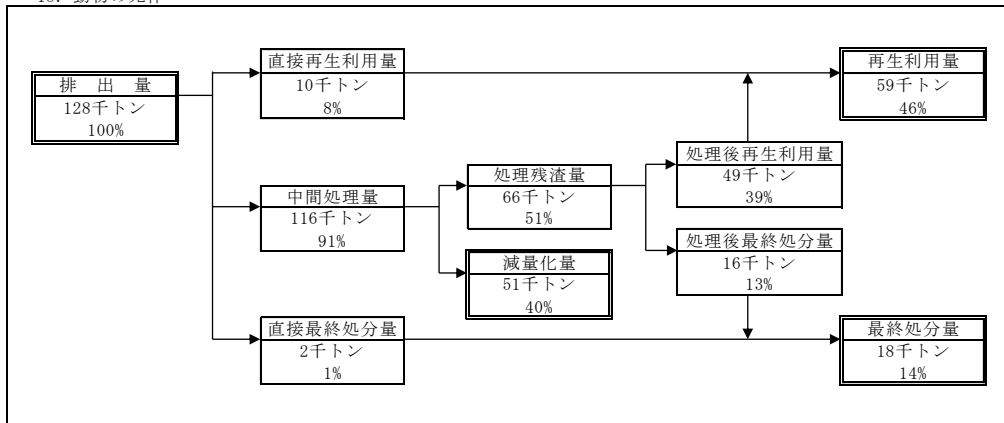 直接再生利用量
10千トン
8%
再生利用量
59千トン
46%
排出量
128千トン
100%
処理後再生利用量
49千トン
39%
処理残渣量
66千トン
51%
中間処理量
116千トン
91%
処理後最終処分量
16千トン
13%
減量化量
51千トン
40%
直接最終処分量
2千トン
1%
最終処分量
18千トン
14%